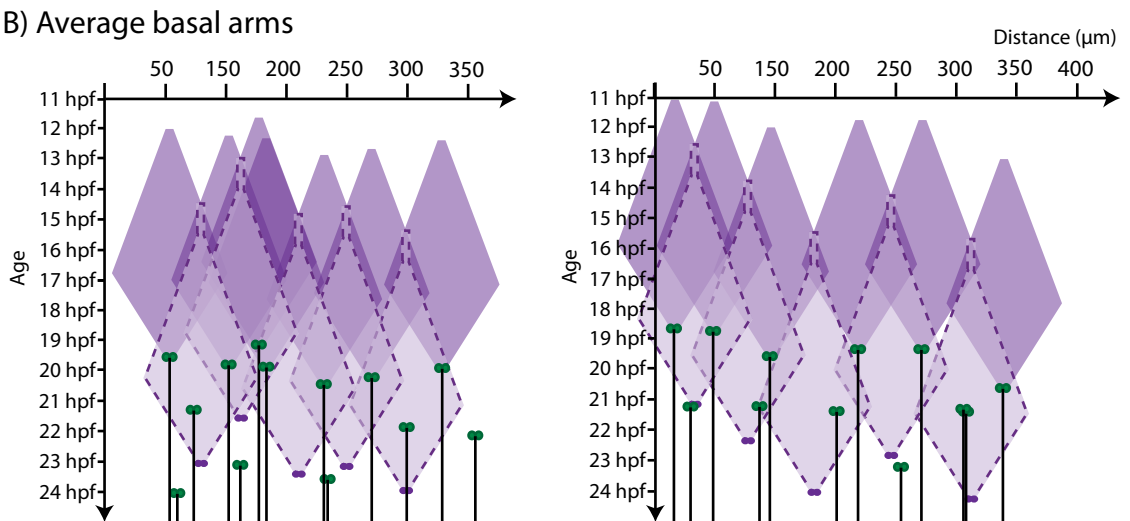 B) Average basal arms
Distance (μm)
50 150 200 250 300 350
50 150 200 250 300 350 400
11 hpf
12 hpf
13 hpf
14 hpf
15 hpf
16 hpf
17 hpf
18 hpf
19 hpf
20 hpf
21 hpf
22 hpf
23 hpf
24 hpf
Age
11 hpf
12 hpf
13 hpf
14 hpf
15 hpf
16 hpf
17 hpf
18 hpf
19 hpf
20 hpf
21 hpf
22 hpf
23 hpf
24 hpf
Age